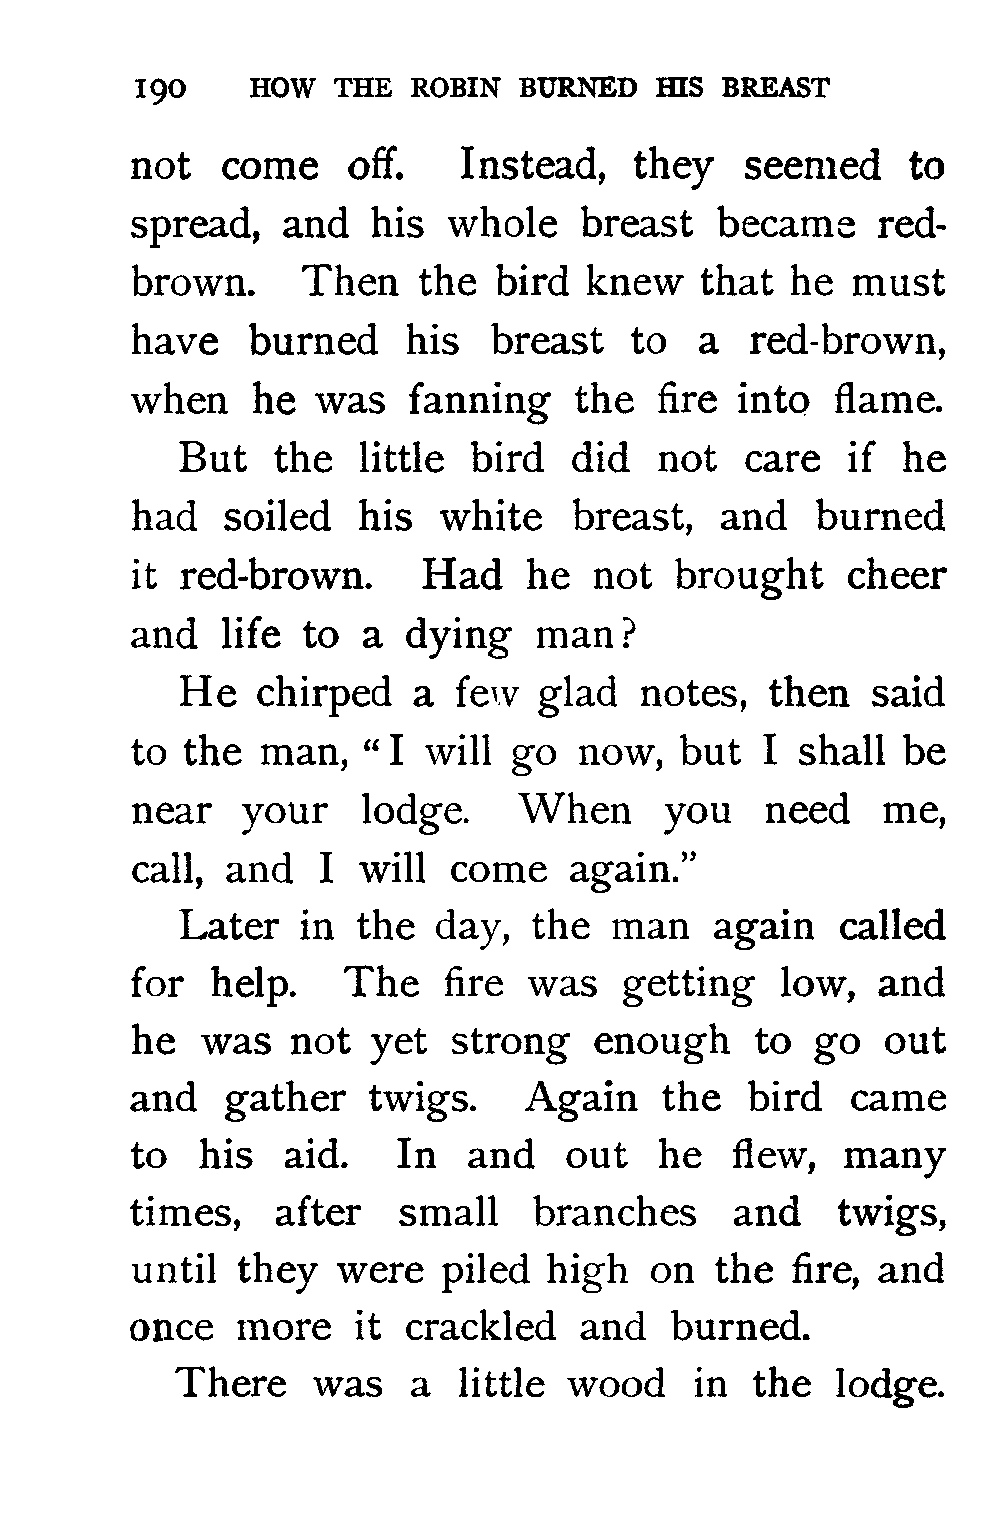 190 HOW THE ROBIN BURNED HIS BREAST
not come off. Instead, they seemed to
spread, and his whole breast became red-
brown. Then the bird knew that he must
have burned his breast to a red-brown,
when he was fanning the fire into flame.
But the little bird did not care if he
had soiled his white breast, and burned
it red-brown. Had he not brought cheer
and life to a dying man?
He chirped a few glad notes, then said
to the man, “I will go now, but I shall be
near your lodge. When you need me,
call, and I will come again.”
Later in the day, the man again called
for help. The fire was getting low, and
he was not yet strong enough to go out
and gather twigs. Again the bird came
to his aid. In and out he flew, many
times, after small branches and twigs,
until they were piled high on the fire, and
once more it crackled and burned.
There was a little wood in the lodge.